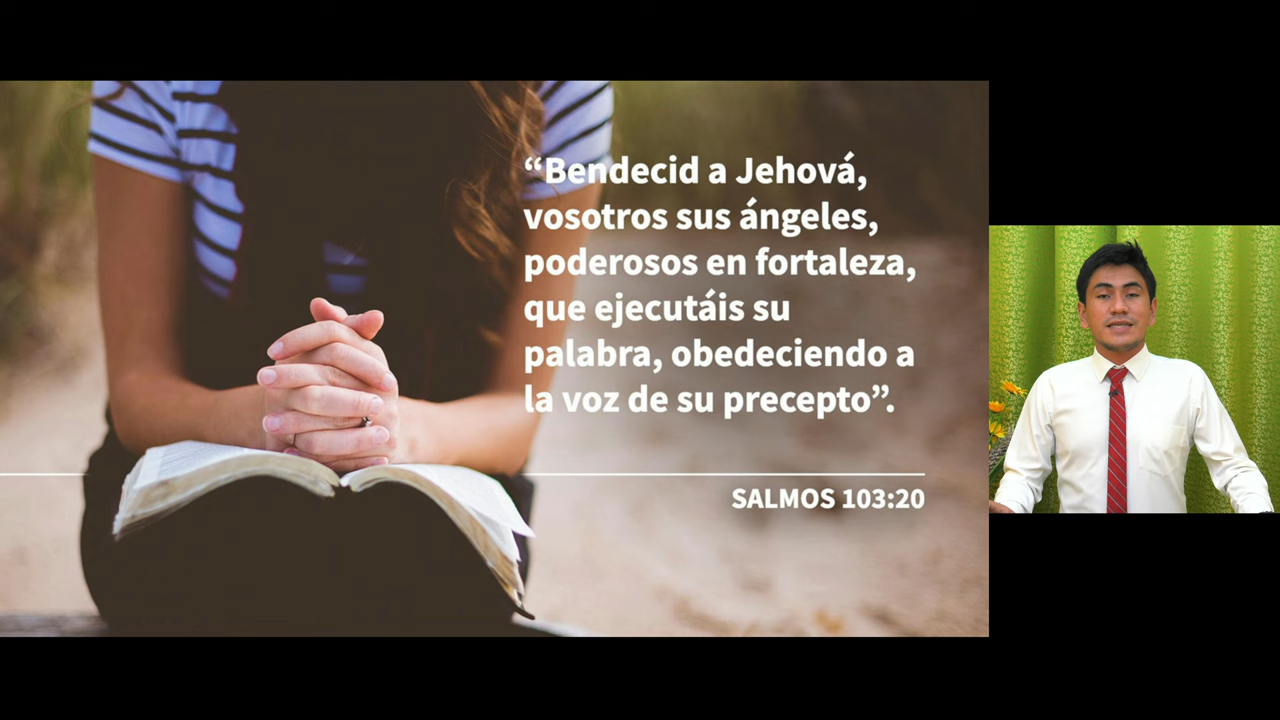 “Bendecid a Jehová,
vosotros sus ángeles,
poderosos en fortaleza,
que ejecutáis su
palabra, obedeciendo a
la voz de su precepto”.
SALMOS 103:20